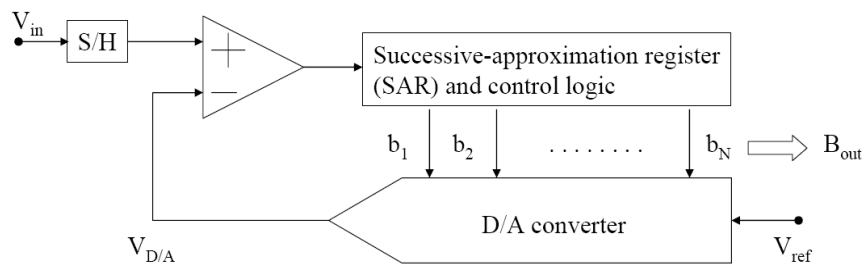 V_in
S/H
+
−
Successive-approximation register
(SAR) and control logic
b_1 b_2 . . . . . . . . b_N B_out
D/A converter
V_D/A
V_ref